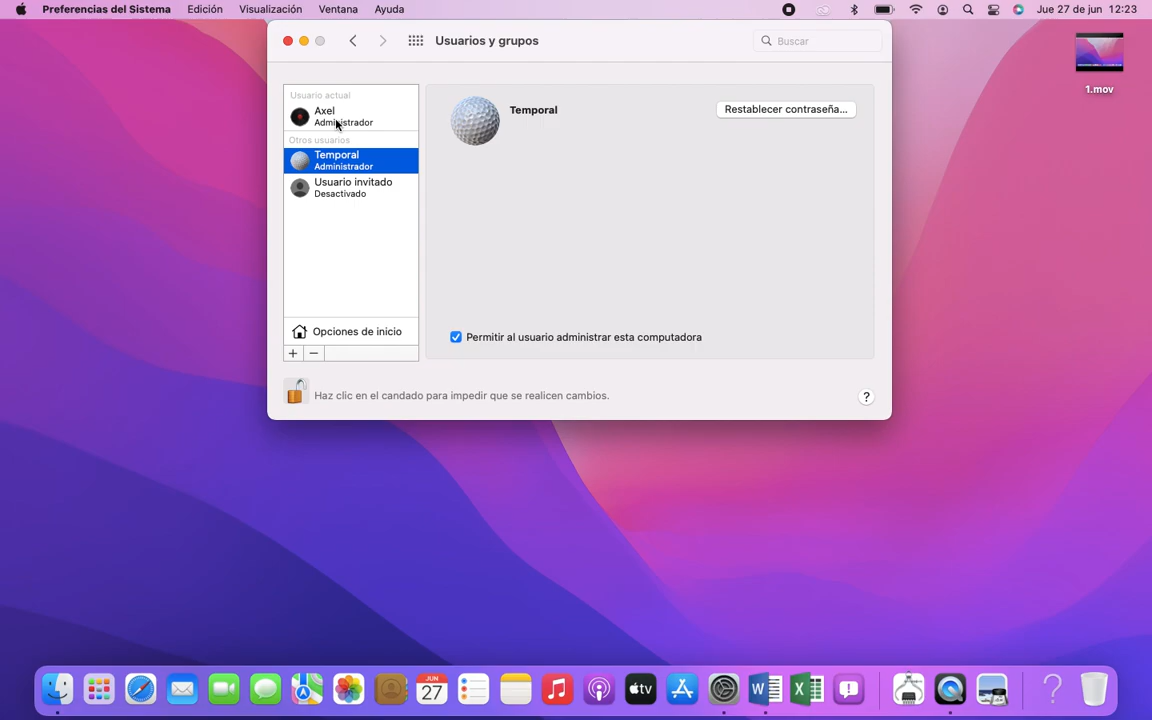 Preferencias del Sistema Edición Visualización Ventana Ayuda Jue 27 de jun 12:23
Usuarios y grupos Buscar
1.mov
Usuario actual
Axel
Administrador
Otros usuarios
Temporal
Administrador
Usuario invitado
Desactivado
Opciones de inicio
+ −
Temporal Restablecer contraseña...
Permitir al usuario administrar esta computadora
Haz clic en el candado para impedir que se realicen cambios. ?
JUN
27
tv